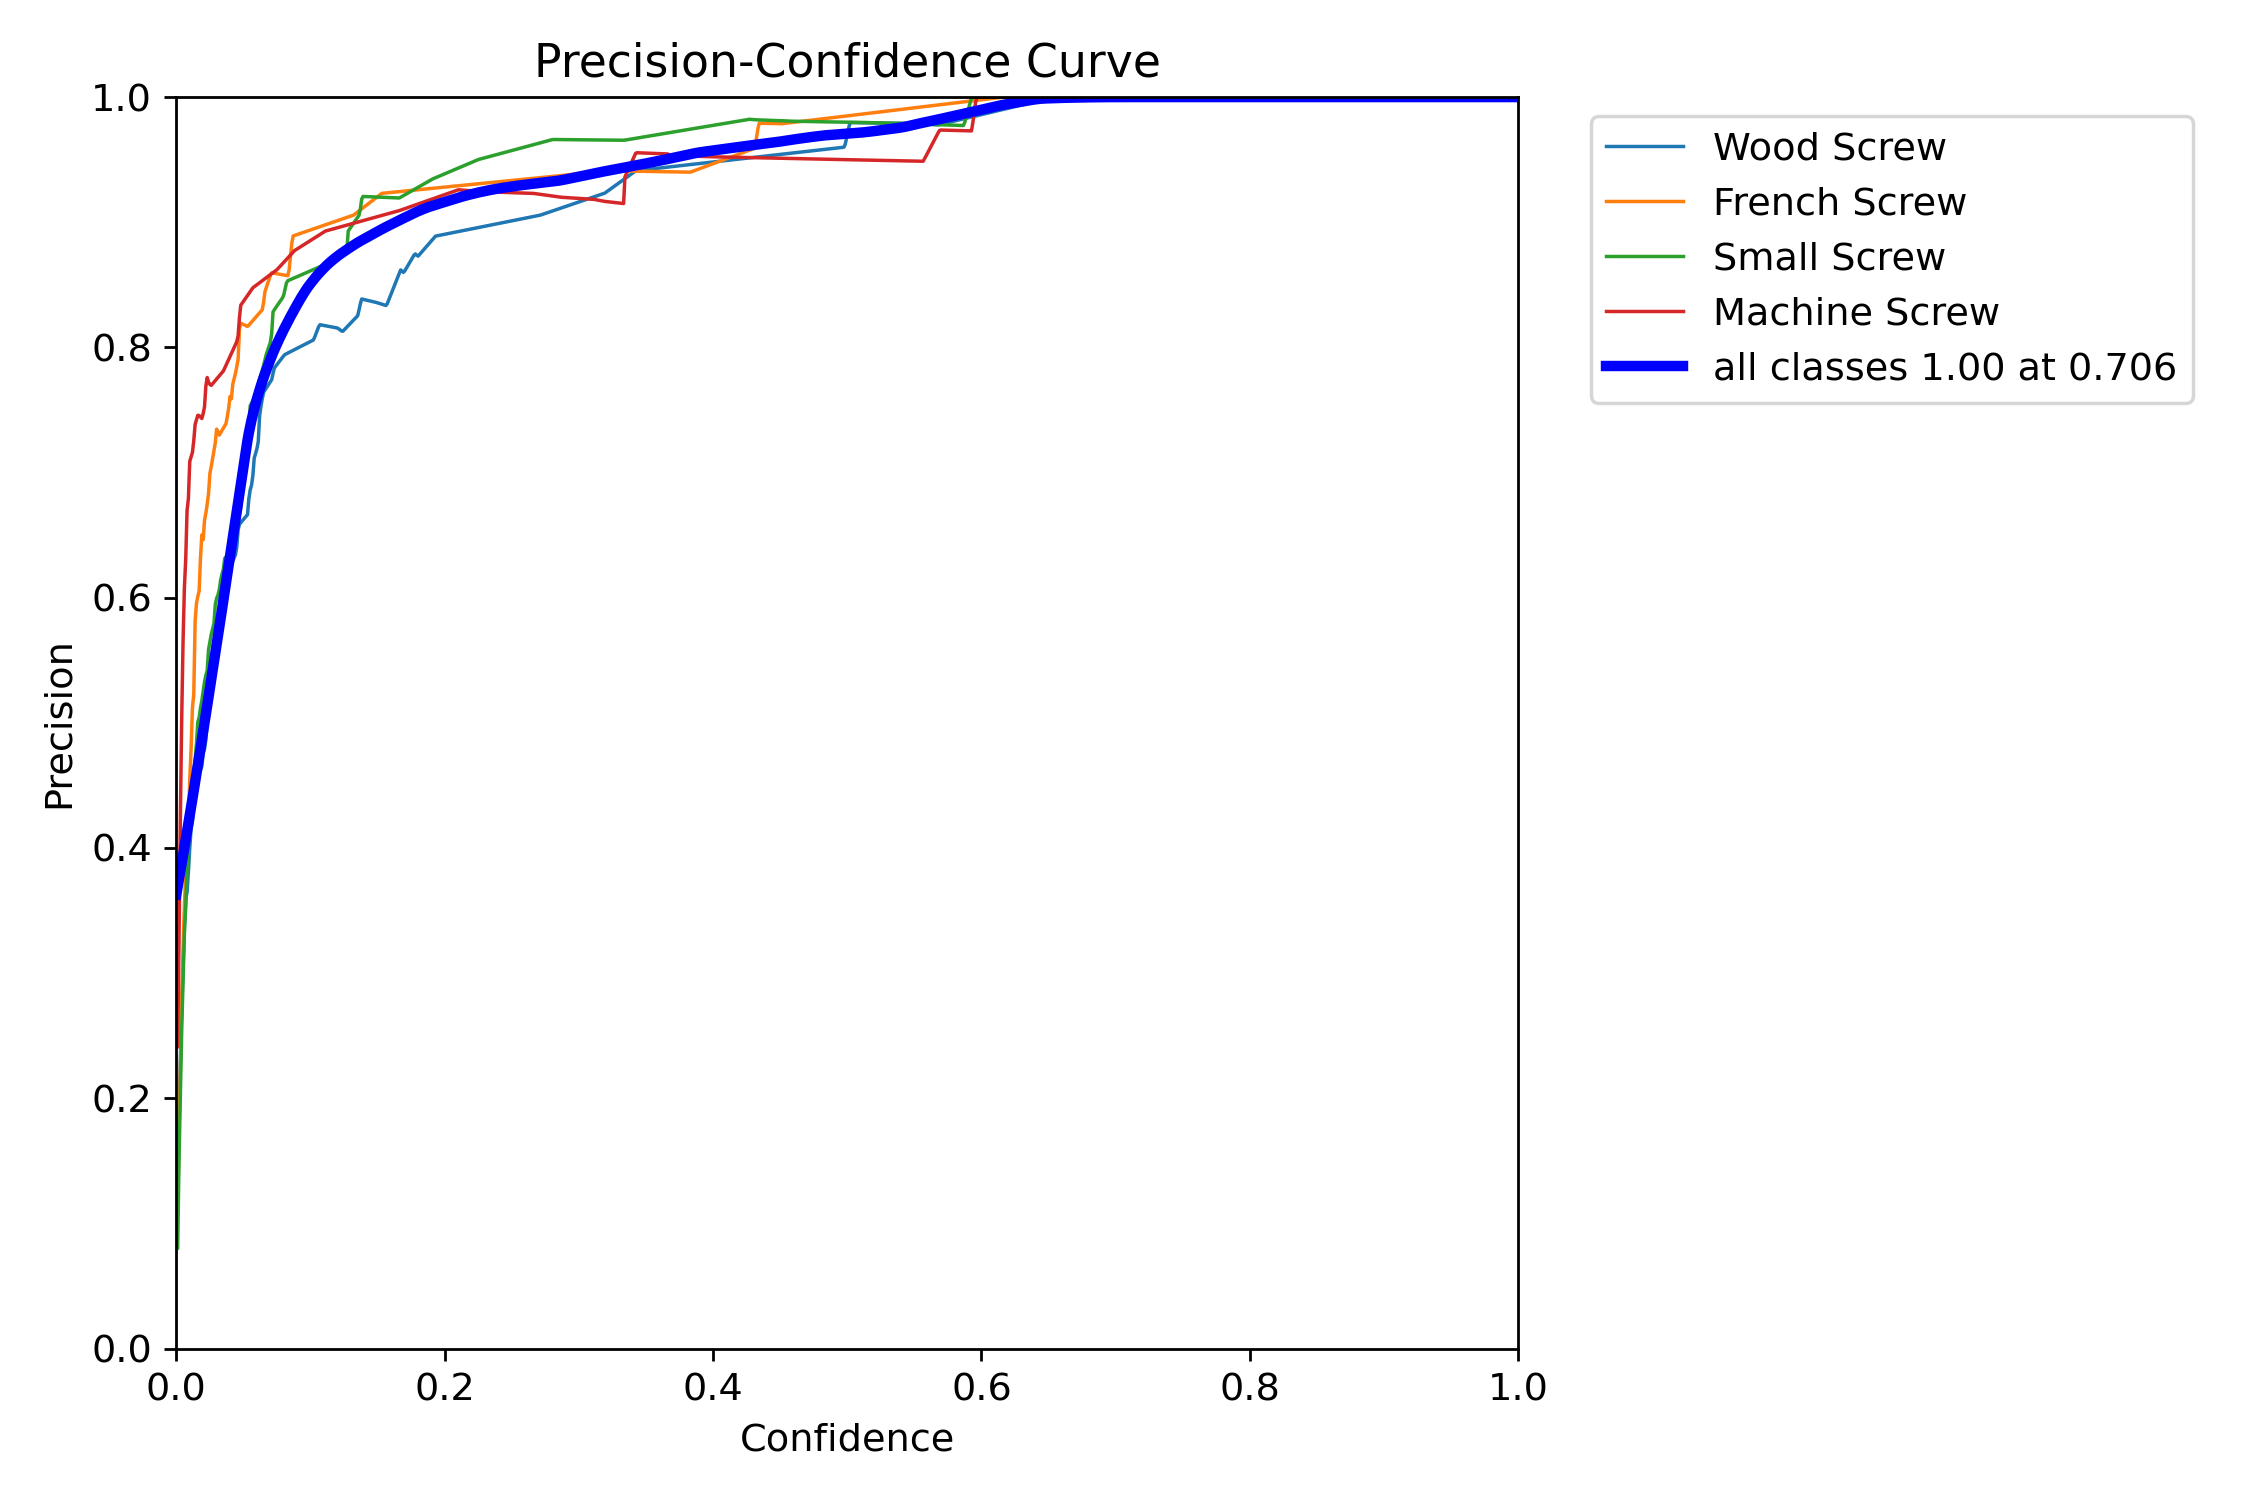 Precision-Confidence Curve
1.0
0.8
0.6
0.4
0.2
0.0
Precision
0.0 0.2 0.4 0.6 0.8 1.0
Confidence
Wood Screw
French Screw
Small Screw
Machine Screw
all classes 1.00 at 0.706